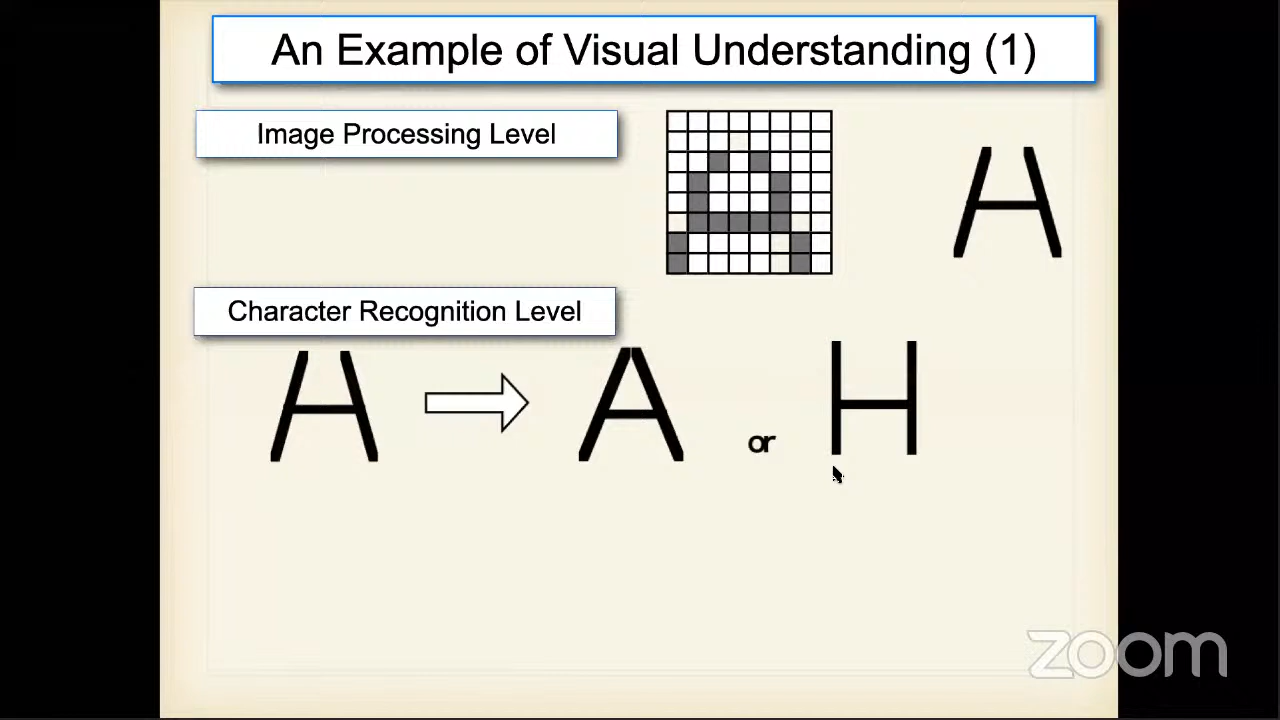 An Example of Visual Understanding (1)
Image Processing Level
Character Recognition Level
A or H
zoom